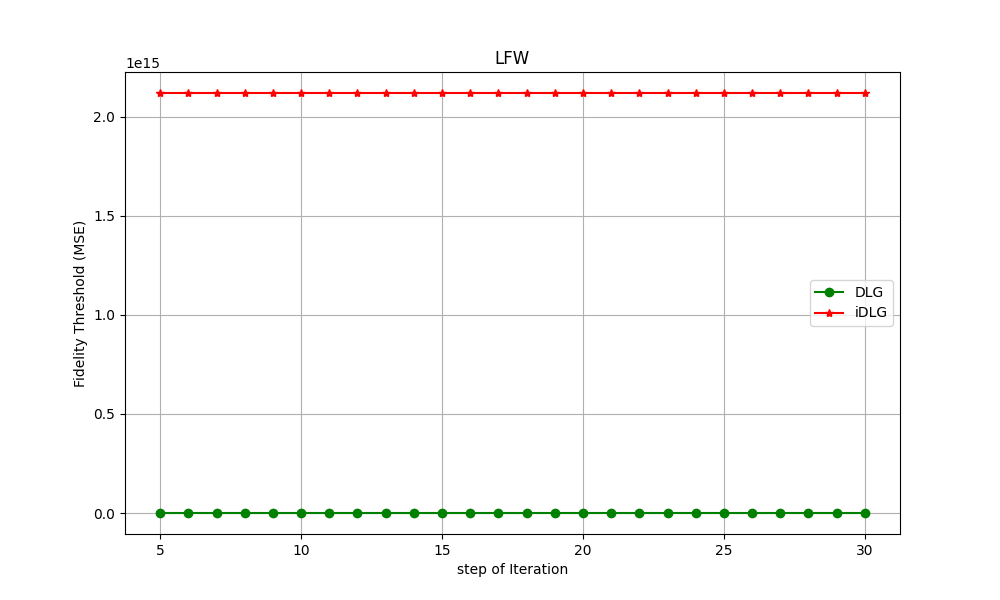 LFW
1e15
2.0
1.5
1.0
0.5
0.0
Fidelity Threshold (MSE)
DLG
iDLG
5 10 15 20 25 30
step of Iteration